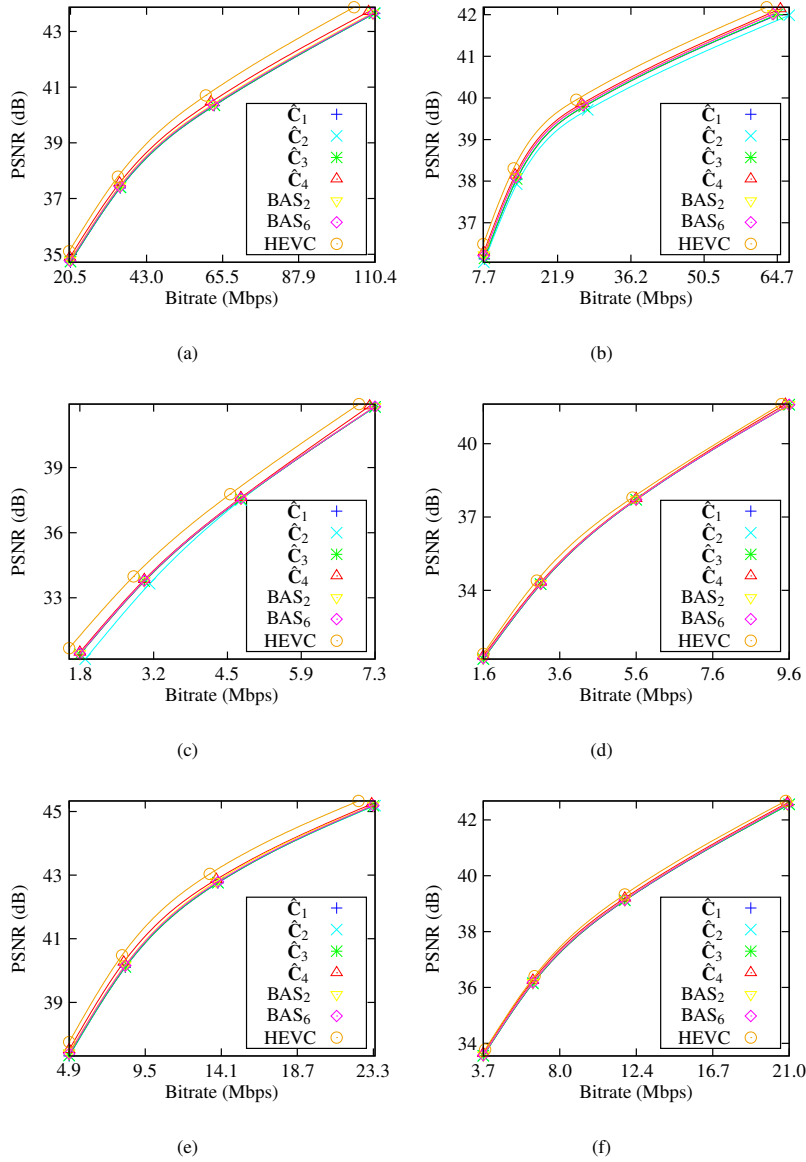 43
41
40
38
37
35
PSNR (dB)
Ĉ1
Ĉ2
Ĉ3
Ĉ4
BAS2
BAS6
HEVC
20.5 43.0 65.5 87.9 110.4
Bitrate (Mbps)
(a)
42
41
40
38
37
36
PSNR (dB)
Ĉ1
Ĉ2
Ĉ3
Ĉ4
BAS2
BAS6
HEVC
7.7 21.9 36.2 50.5 64.7
Bitrate (Mbps)
(b)
39
36
33
PSNR (dB)
Ĉ1
Ĉ2
Ĉ3
Ĉ4
BAS2
BAS6
HEVC
1.8 3.2 4.5 5.9 7.3
Bitrate (Mbps)
(c)
40
37
34
PSNR (dB)
Ĉ1
Ĉ2
Ĉ3
Ĉ4
BAS2
BAS6
HEVC
1.6 3.6 5.6 7.6 9.6
Bitrate (Mbps)
(d)
45
43
40
39
PSNR (dB)
Ĉ1
Ĉ2
Ĉ3
Ĉ4
BAS2
BAS6
HEVC
4.9 9.5 14.1 18.7 23.3
Bitrate (Mbps)
(e)
42
39
36
34
PSNR (dB)
Ĉ1
Ĉ2
Ĉ3
Ĉ4
BAS2
BAS6
HEVC
3.7 8.0 12.4 16.7 21.0
Bitrate (Mbps)
(f)